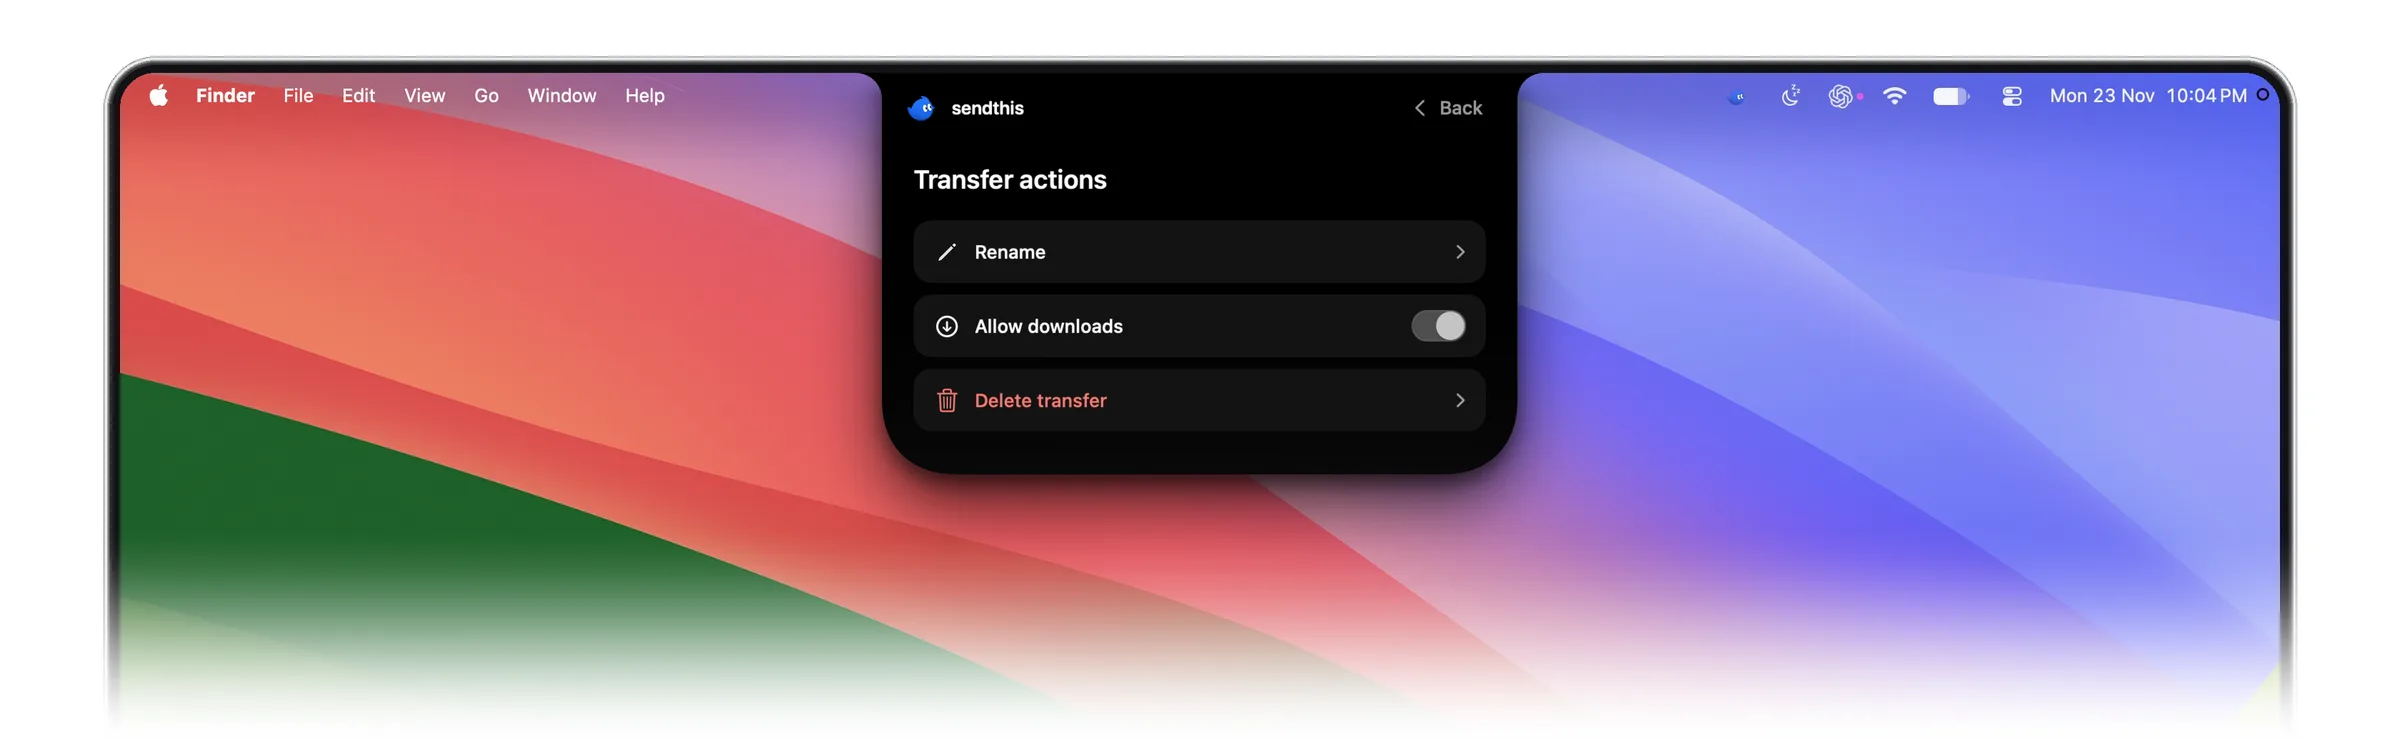 Finder File Edit View Go Window Help
Mon 23 Nov 10:04 PM
sendthis
Back
Transfer actions
Rename
Allow downloads
Delete transfer